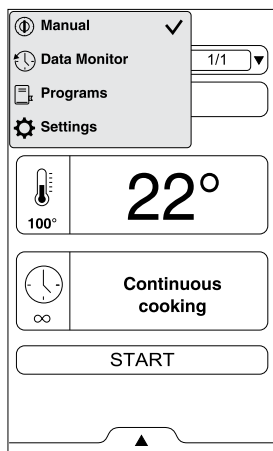 Manual
Data Monitor
1/1
Programs
Settings
22°
100°
Continuous
cooking
∞
START